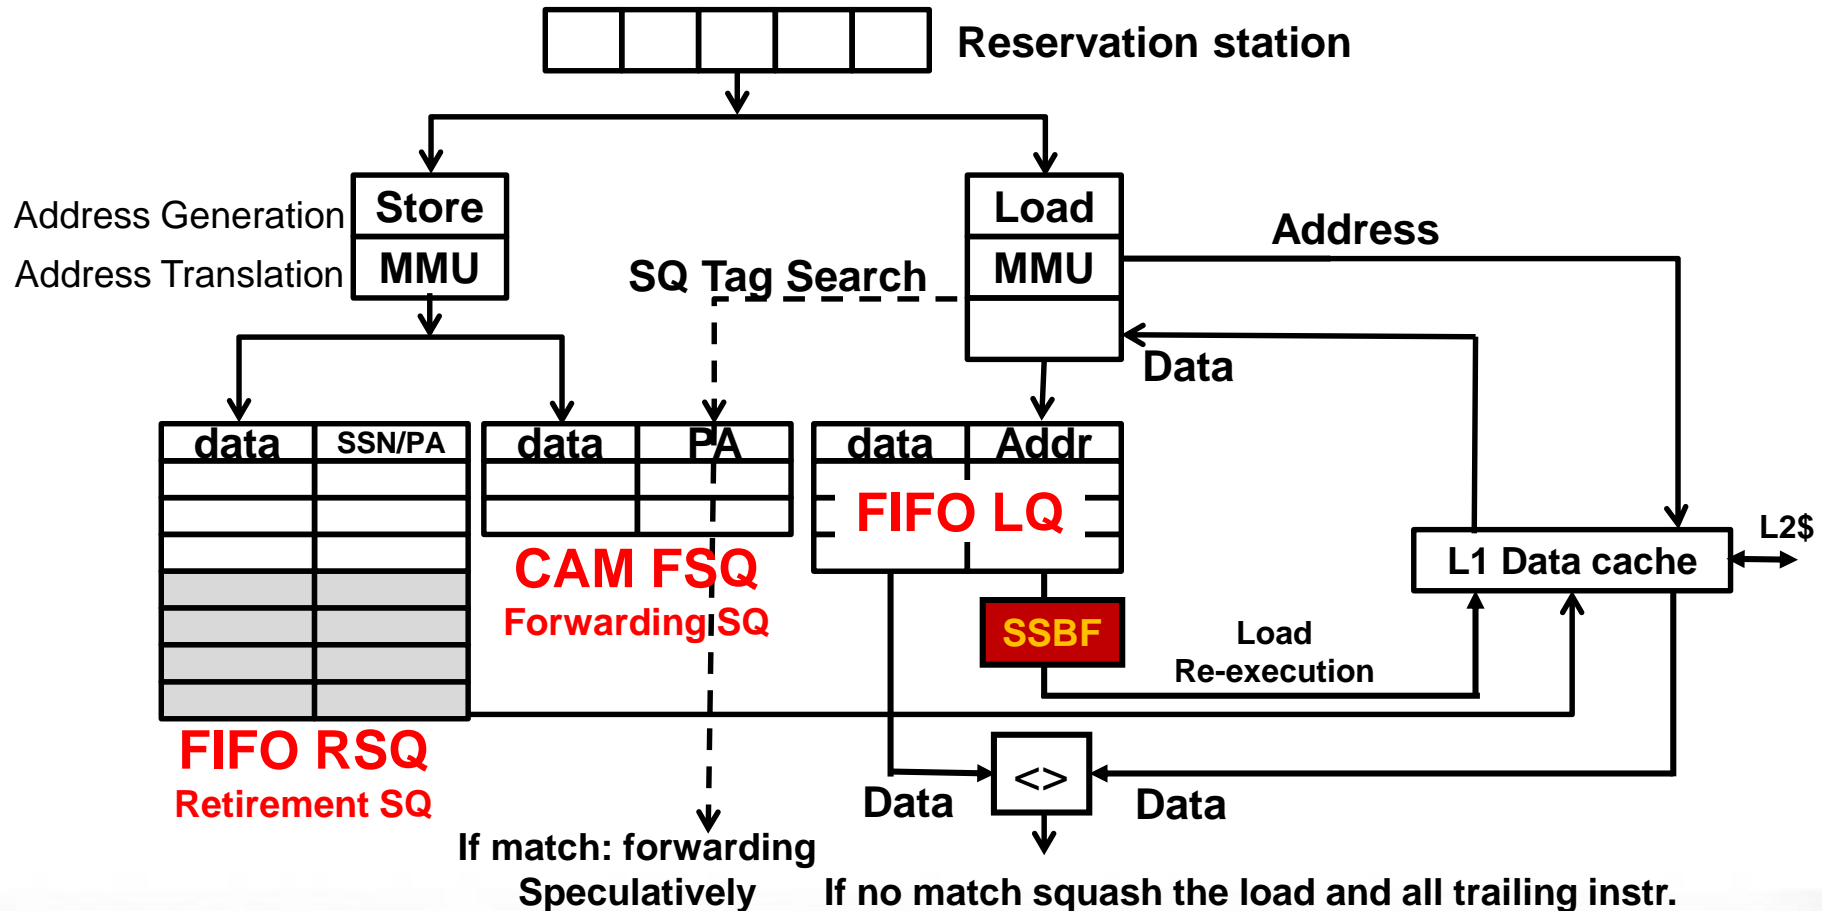 Reservation station
Address Generation
Store
Load
Address
Address Translation
MMU
SQ Tag Search
MMU
Data
data
SSN/PA
data
PA
data
Addr
FIFO LQ
L2$
L1 Data cache
CAM FSQ
Forwarding SQ
SSBF
Load
Re-execution
FIFO RSQ
Retirement SQ
<>
Data
Data
If match: forwarding
Speculatively
If no match squash the load and all trailing instr.